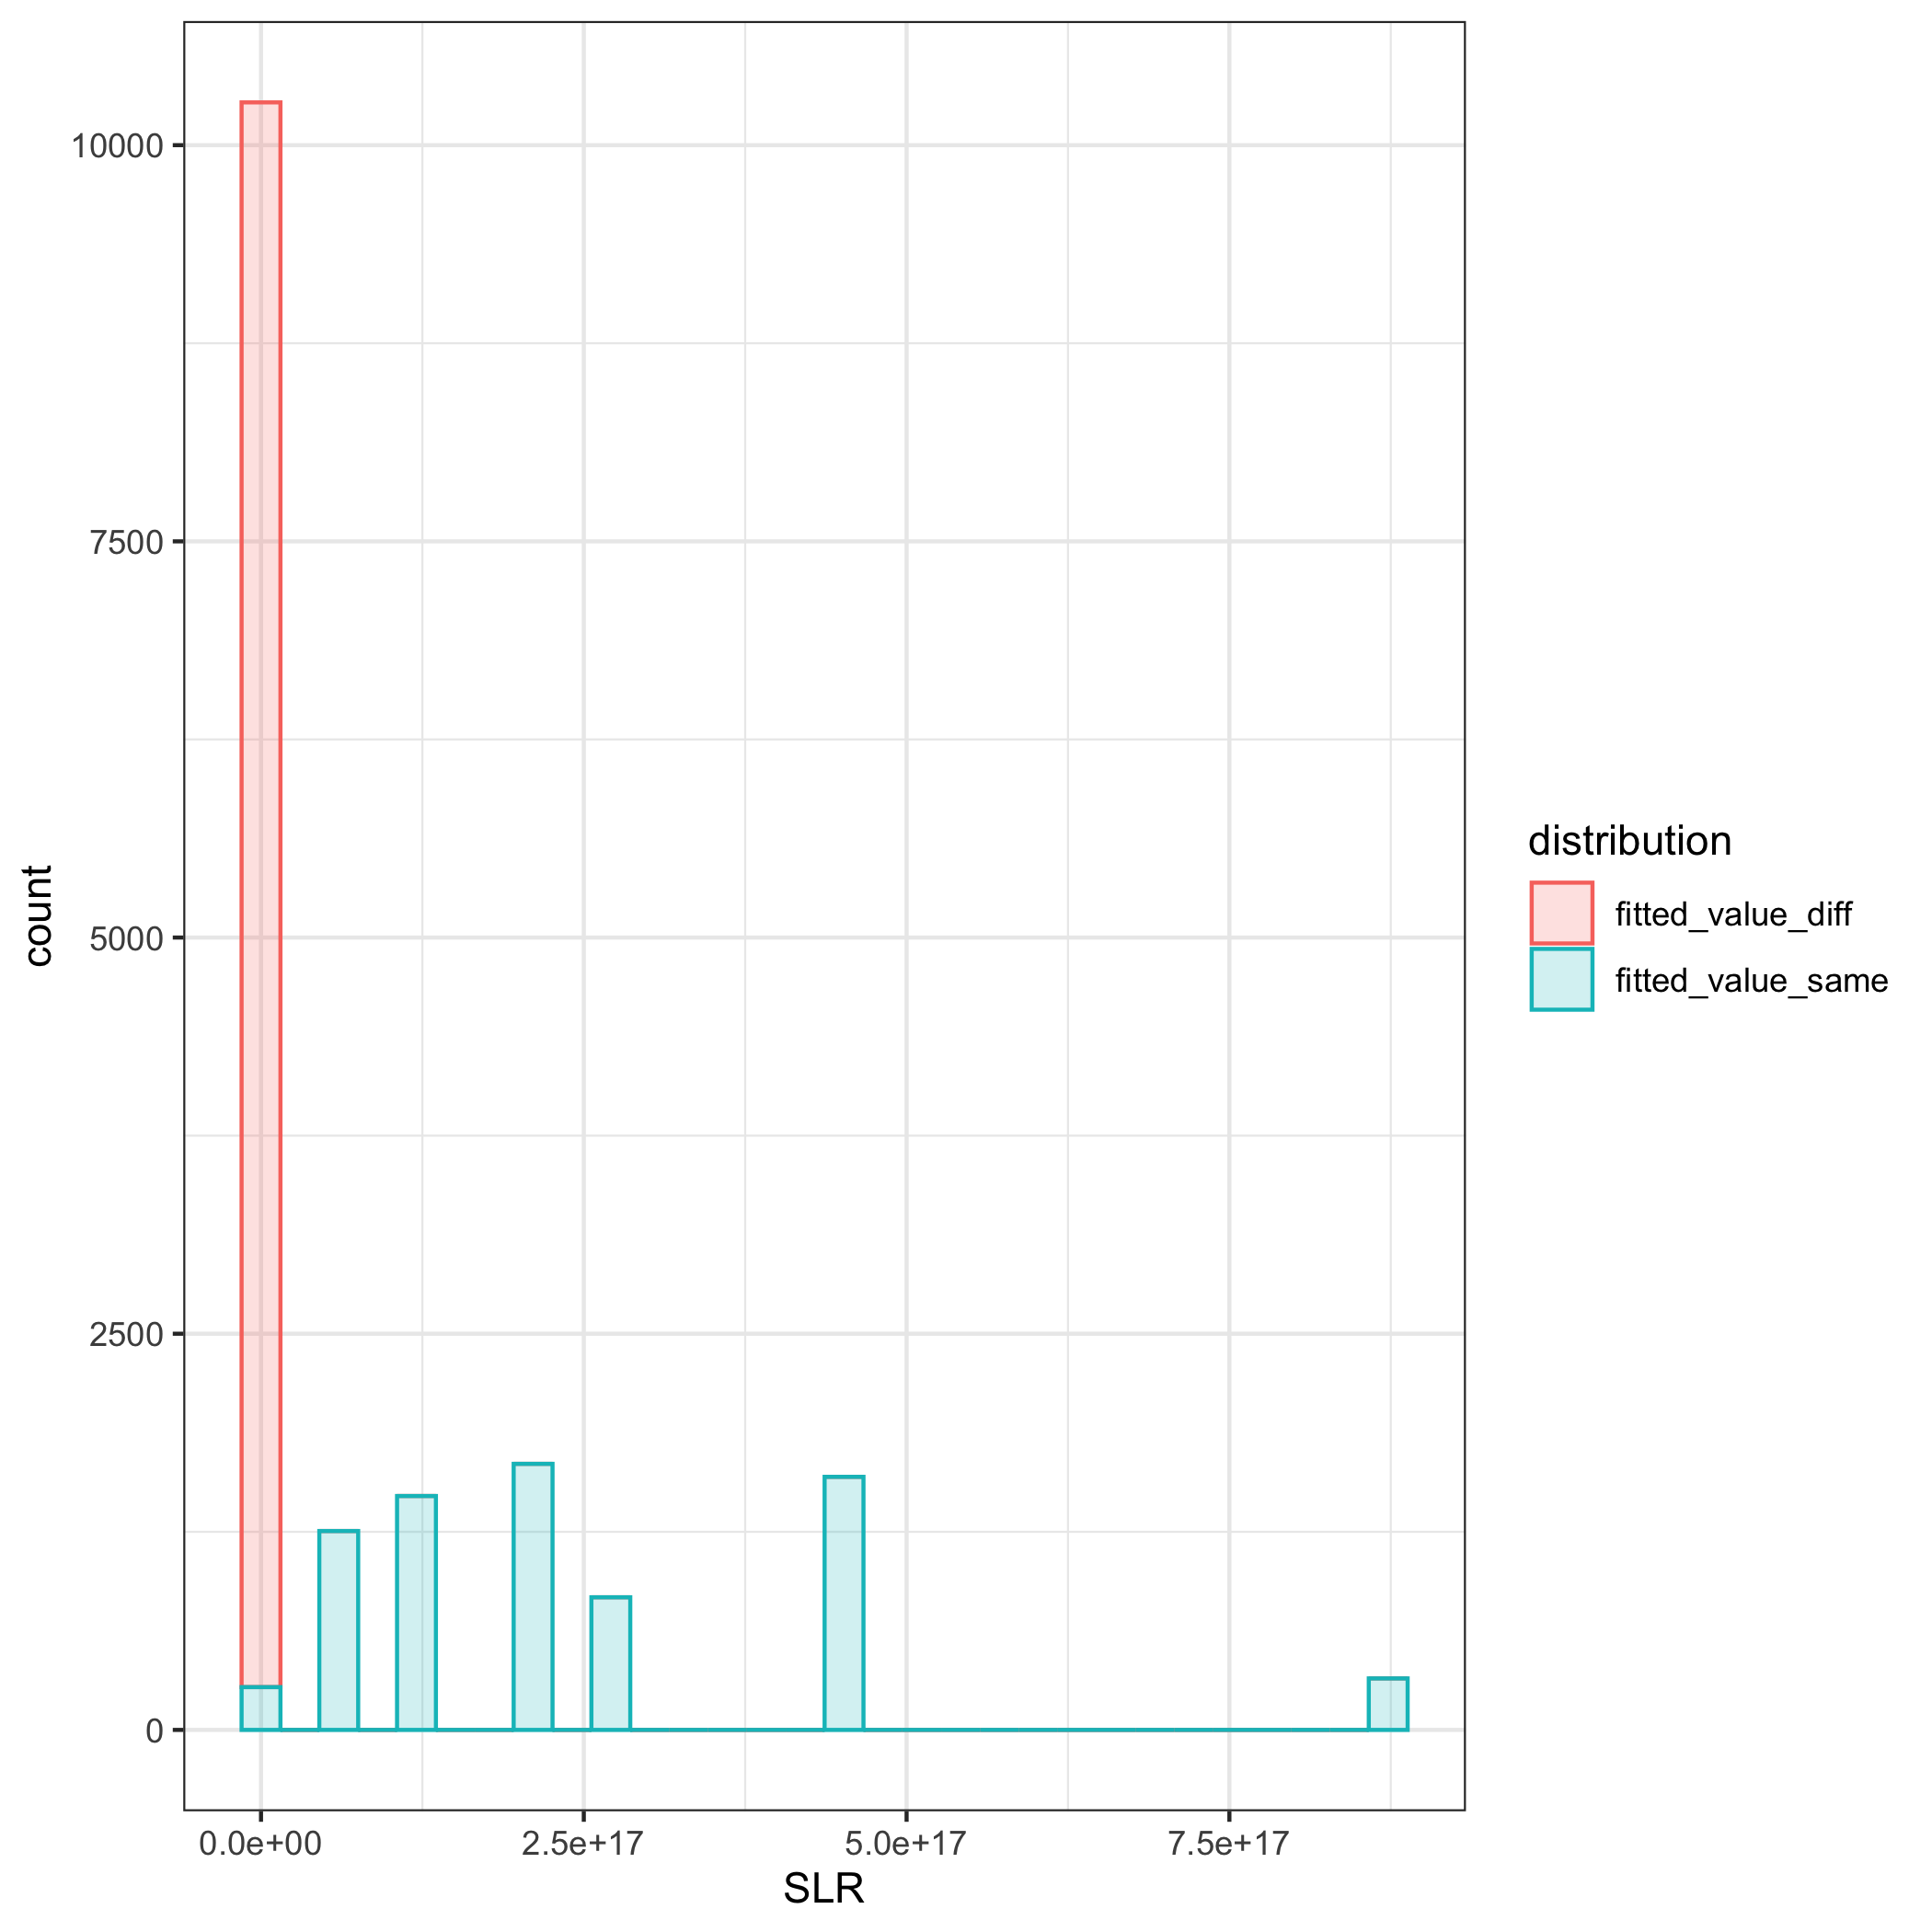 10000
7500
5000
2500
0
count
0.0e+00 2.5e+17 5.0e+17 7.5e+17
SLR
distribution
fitted_value_diff
fitted_value_same